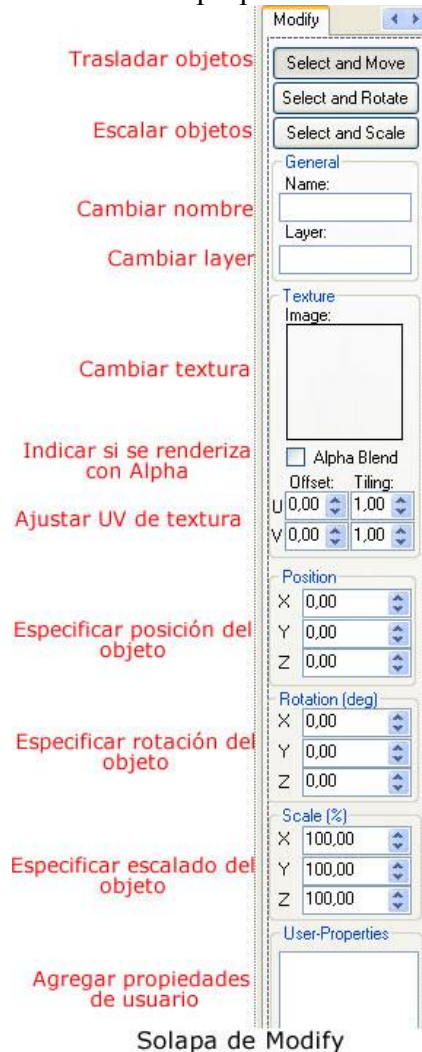 Modify
Trasladar objetos
Select and Move
Select and Rotate
Escalar objetos
Select and Scale
General
Name:
Cambiar nombre
Layer:
Cambiar layer
Texture
Image:
Cambiar textura
Indicar si se renderiza
con Alpha
Alpha Blend
Offset: Tiling:
Ajustar UV de textura
U 0,00 1,00
V 0,00 1,00
Position
X 0,00
Especificar posición del
objeto
Y 0,00
Z 0,00
Rotation (deg)
X 0,00
Especificar rotación del
objeto
Y 0,00
Z 0,00
Scale (%)
X 100,00
Especificar escalado del
objeto
Y 100,00
Z 100,00
User-Properties
Agregar propiedades
de usuario
Solapa de Modify